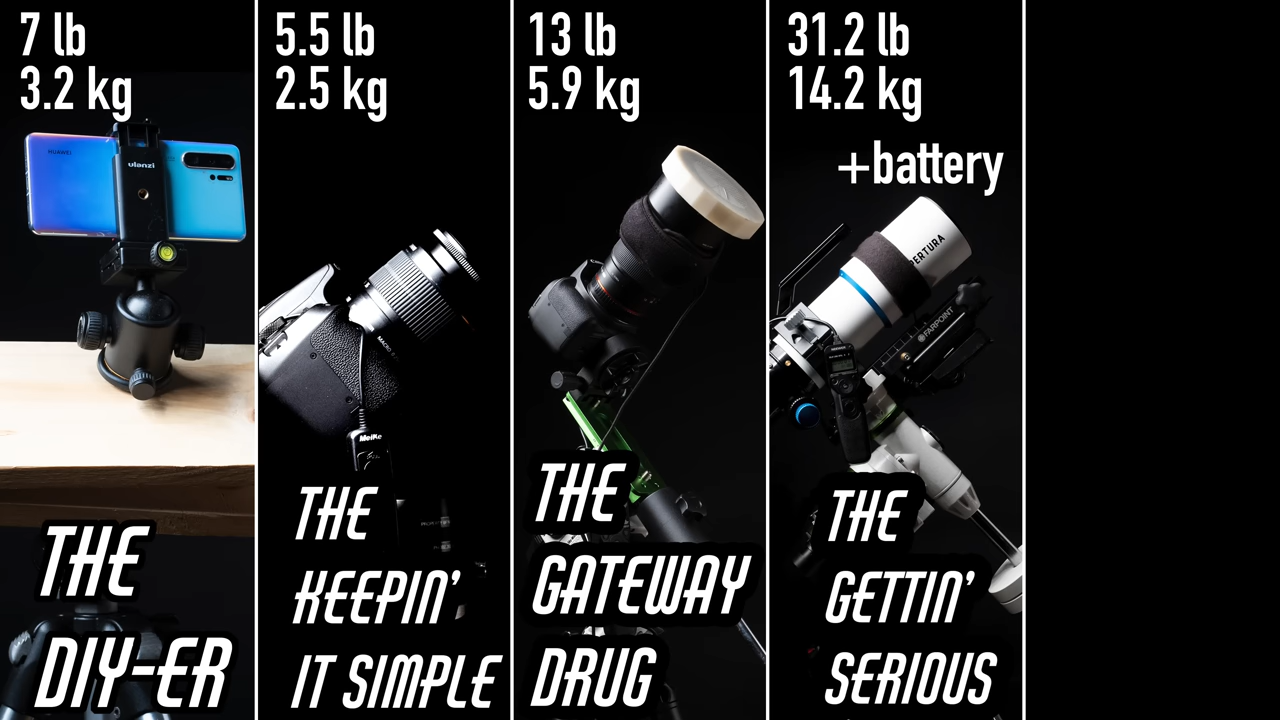 7 lb
3.2 kg
HUAWEI
ulanzi
THE
DIY-ER
5.5 lb
2.5 kg
MACRO
Meike
THE
KEEPIN'
IT SIMPLE
13 lb
5.9 kg
THE
GATEWAY
DRUG
31.2 lb
14.2 kg
+battery
PERTURA
FARPOINT
THE
GETTIN'
SERIOUS